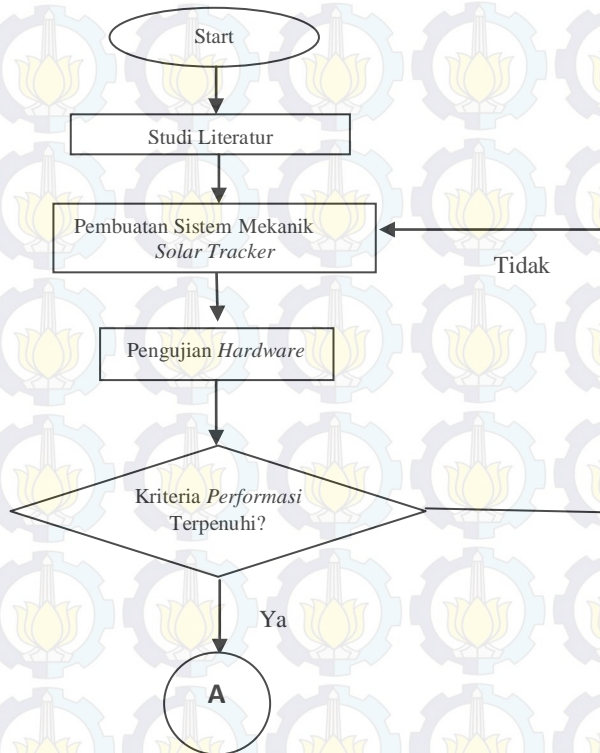 Start
Studi Literatur
Pembuatan Sistem Mekanik
Solar Tracker
Tidak
Pengujian Hardware
Kriteria Performasi
Terpenuhi?
Ya
A